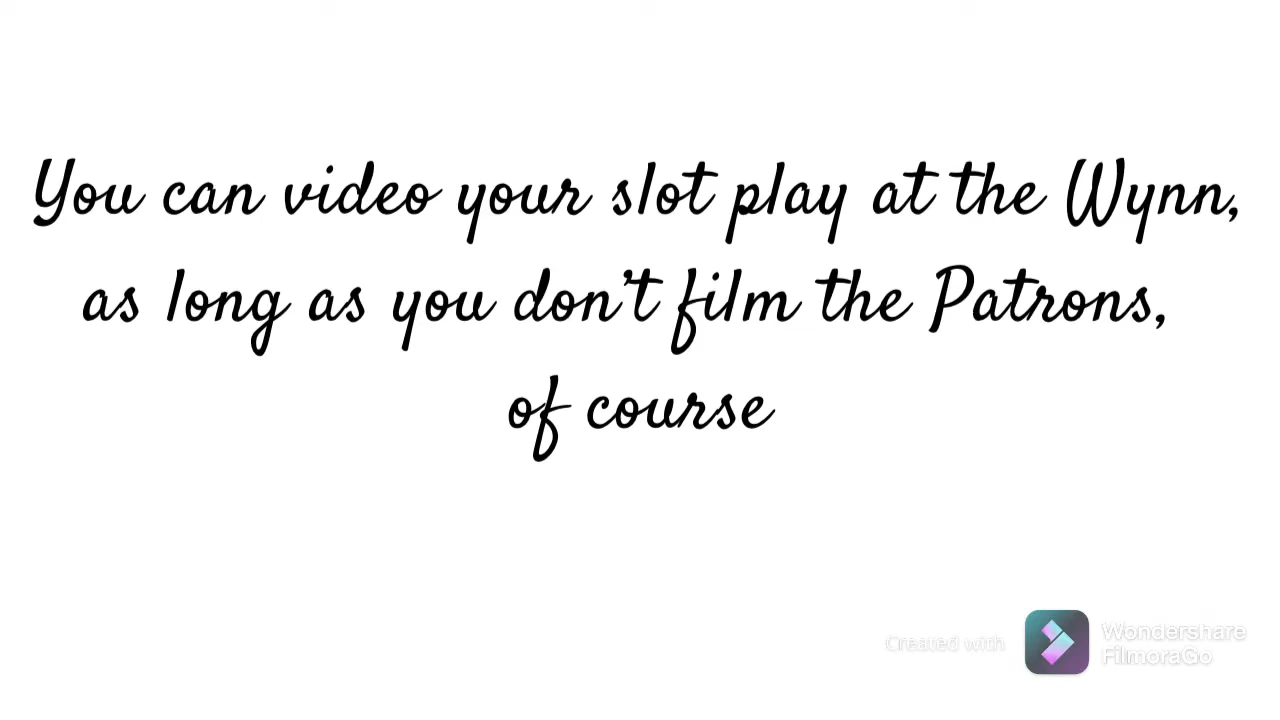 You can video your slot play at the Wynn,
as long as you don’t film the Patrons,
of course
Created with
Wondershare
FilmoraGo